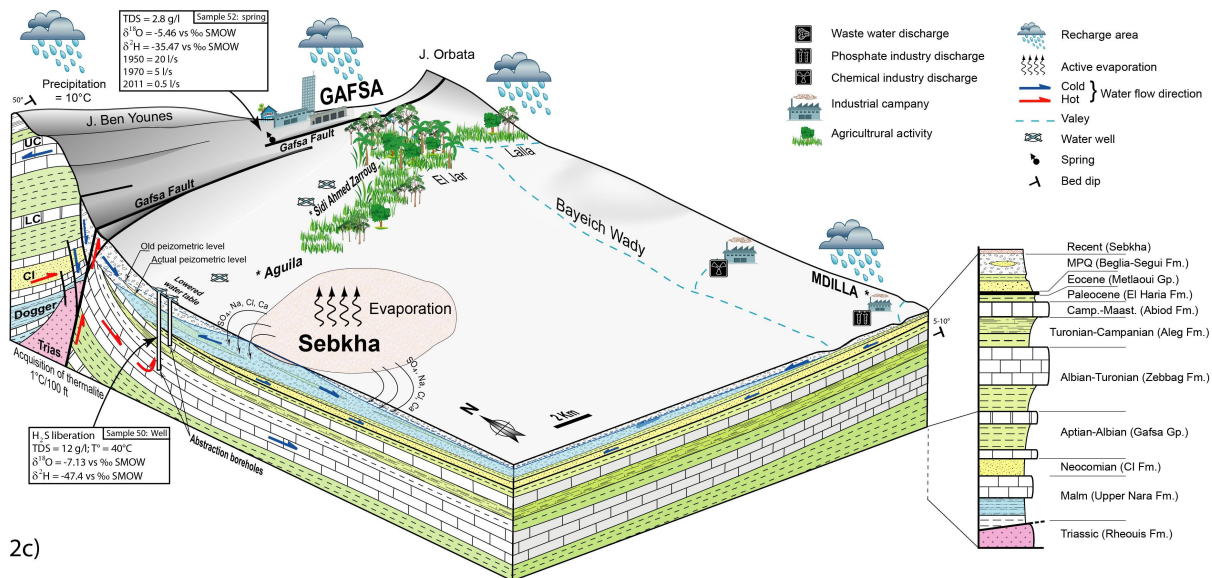 TDS = 2.8 g/l
Sample 52: spring
δ¹⁸O = -5.46 vs ‰ SMOW
δ²H = -35.47 vs ‰ SMOW
1950 = 20 l/s
1970 = 5 l/s
2011 = 0.5 l/s
Precipitation
= 10°C
50°
J. Ben Younes
GAFSA
J. Orbata
Gafsa Fault
Gafsa Fault
UC
LC
CI
Dogger
Trias
Acquisition of thermalite
1°C/100 ft
Old peizometric level
Actual peizometric level
Lowered
water table
* Aguila
* Sidi Ahmed Zarroug
El Jar
Lalla
Bayeich Wady
MDILLA *
5-10°
SO₄, Na, Cl, Ca
Evaporation
Sebkha
SO₄, Na, Cl, Ca
N
2 Km
Abstraction boreholes
H₂S liberation
Sample 50: Well
TDS = 12 g/l; T° = 40°C
δ¹⁸O = -7.13 vs ‰ SMOW
δ²H = -47.4 vs ‰ SMOW
2c)
Waste water discharge
Phosphate industry discharge
Chemical industry discharge
Industrial campany
Agricultrural activity
Recharge area
Active evaporation
Cold
Hot
Water flow direction
Valey
Water well
Spring
Bed dip
Recent (Sebkha)
MPQ (Beglia-Segui Fm.)
Eocene (Metlaoui Gp.)
Paleocene (El Haria Fm.)
Camp.-Maast. (Abiod Fm.)
Turonian-Campanian (Aleg Fm.)
Albian-Turonian (Zebbag Fm.)
Aptian-Albian (Gafsa Gp.)
Neocomian (CI Fm.)
Malm (Upper Nara Fm.)
Triassic (Rheouis Fm.)